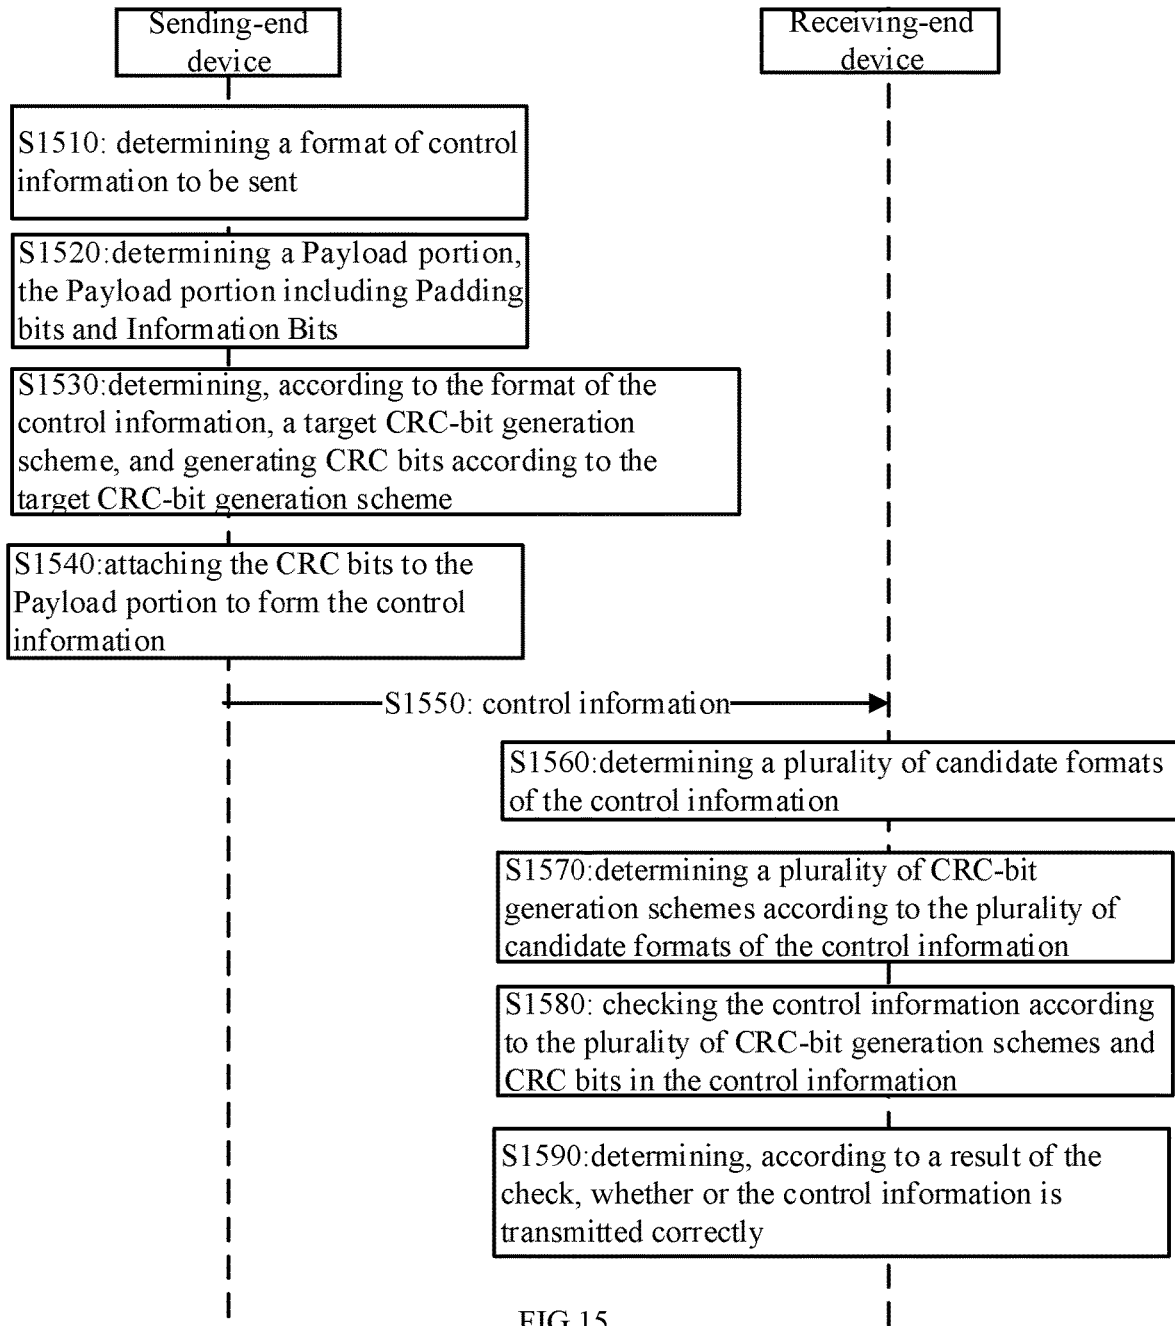 Sending-end
device
Receiving-end
device
S1510: determining a format of control
information to be sent
S1520:determining a Payload portion,
the Payload portion including Padding
bits and Information Bits
S1530:determining, according to the format of the
control information, a target CRC-bit generation
scheme, and generating CRC bits according to the
target CRC-bit generation scheme
S1540:attaching the CRC bits to the
Payload portion to form the control
information
S1550: control information
S1560:determining a plurality of candidate formats
of the control information
S1570:determining a plurality of CRC-bit
generation schemes according to the plurality of
candidate formats of the control information
S1580: checking the control information according
to the plurality of CRC-bit generation schemes and
CRC bits in the control information
S1590:determining, according to a result of the
check, whether or the control information is
transmitted correctly
FIG.15